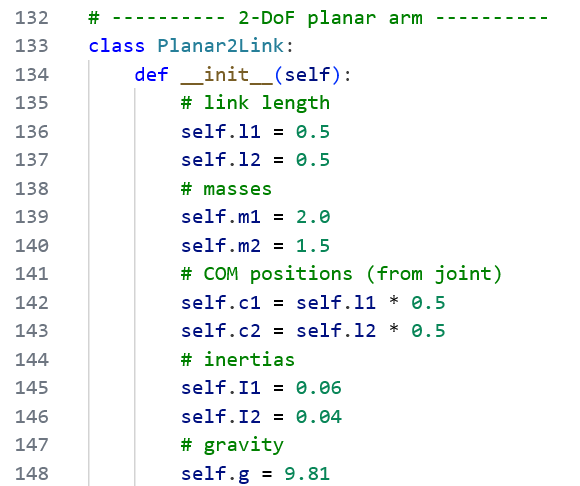 132 # ---------- 2-DoF planar arm ----------
133 class Planar2Link:
134     def __init__(self):
135         # link length
136         self.l1 = 0.5
137         self.l2 = 0.5
138         # masses
139         self.m1 = 2.0
140         self.m2 = 1.5
141         # COM positions (from joint)
142         self.c1 = self.l1 * 0.5
143         self.c2 = self.l2 * 0.5
144         # inertias
145         self.I1 = 0.06
146         self.I2 = 0.04
147         # gravity
148         self.g = 9.81